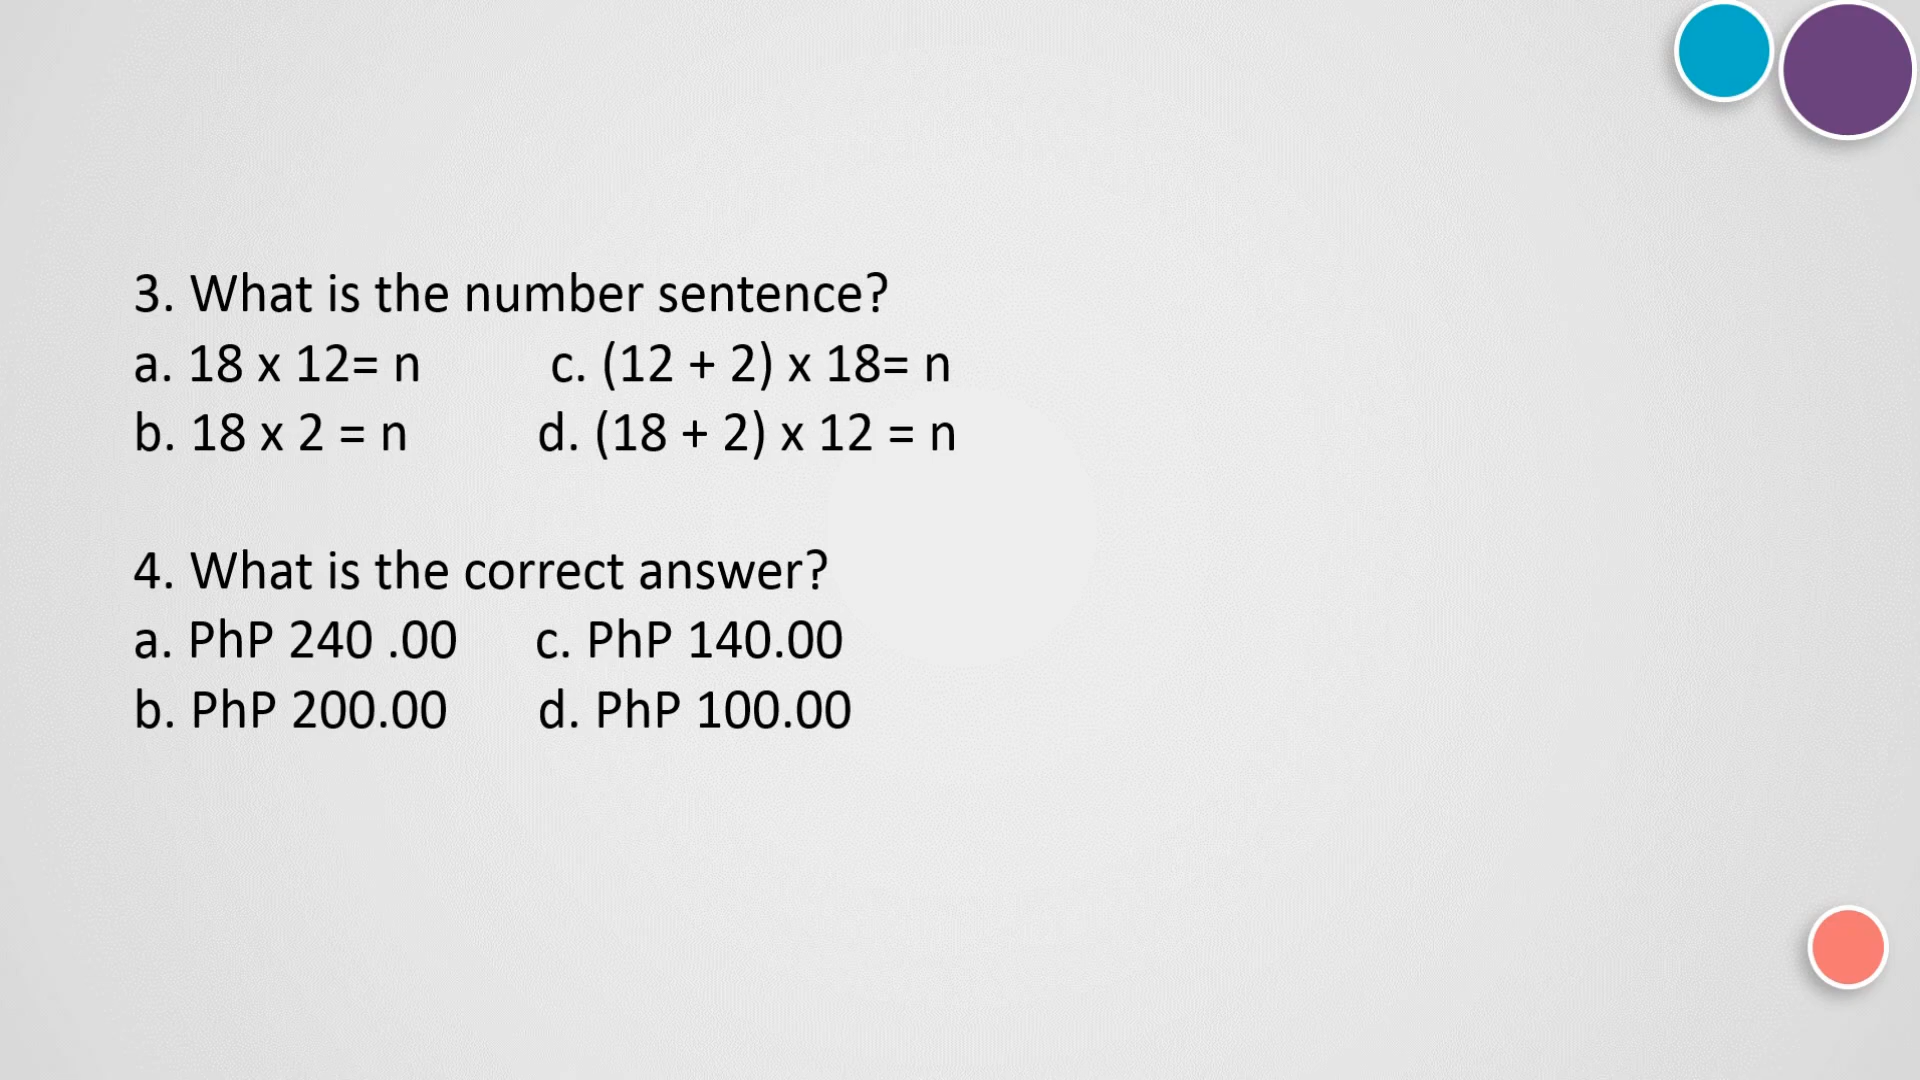 3. What is the number sentence?
a. 18 x 12= n c. (12 + 2) x 18= n
b. 18 x 2 = n d. (18 + 2) x 12 = n
4. What is the correct answer?
a. PhP 240 .00 c. PhP 140.00
b. PhP 200.00 d. PhP 100.00